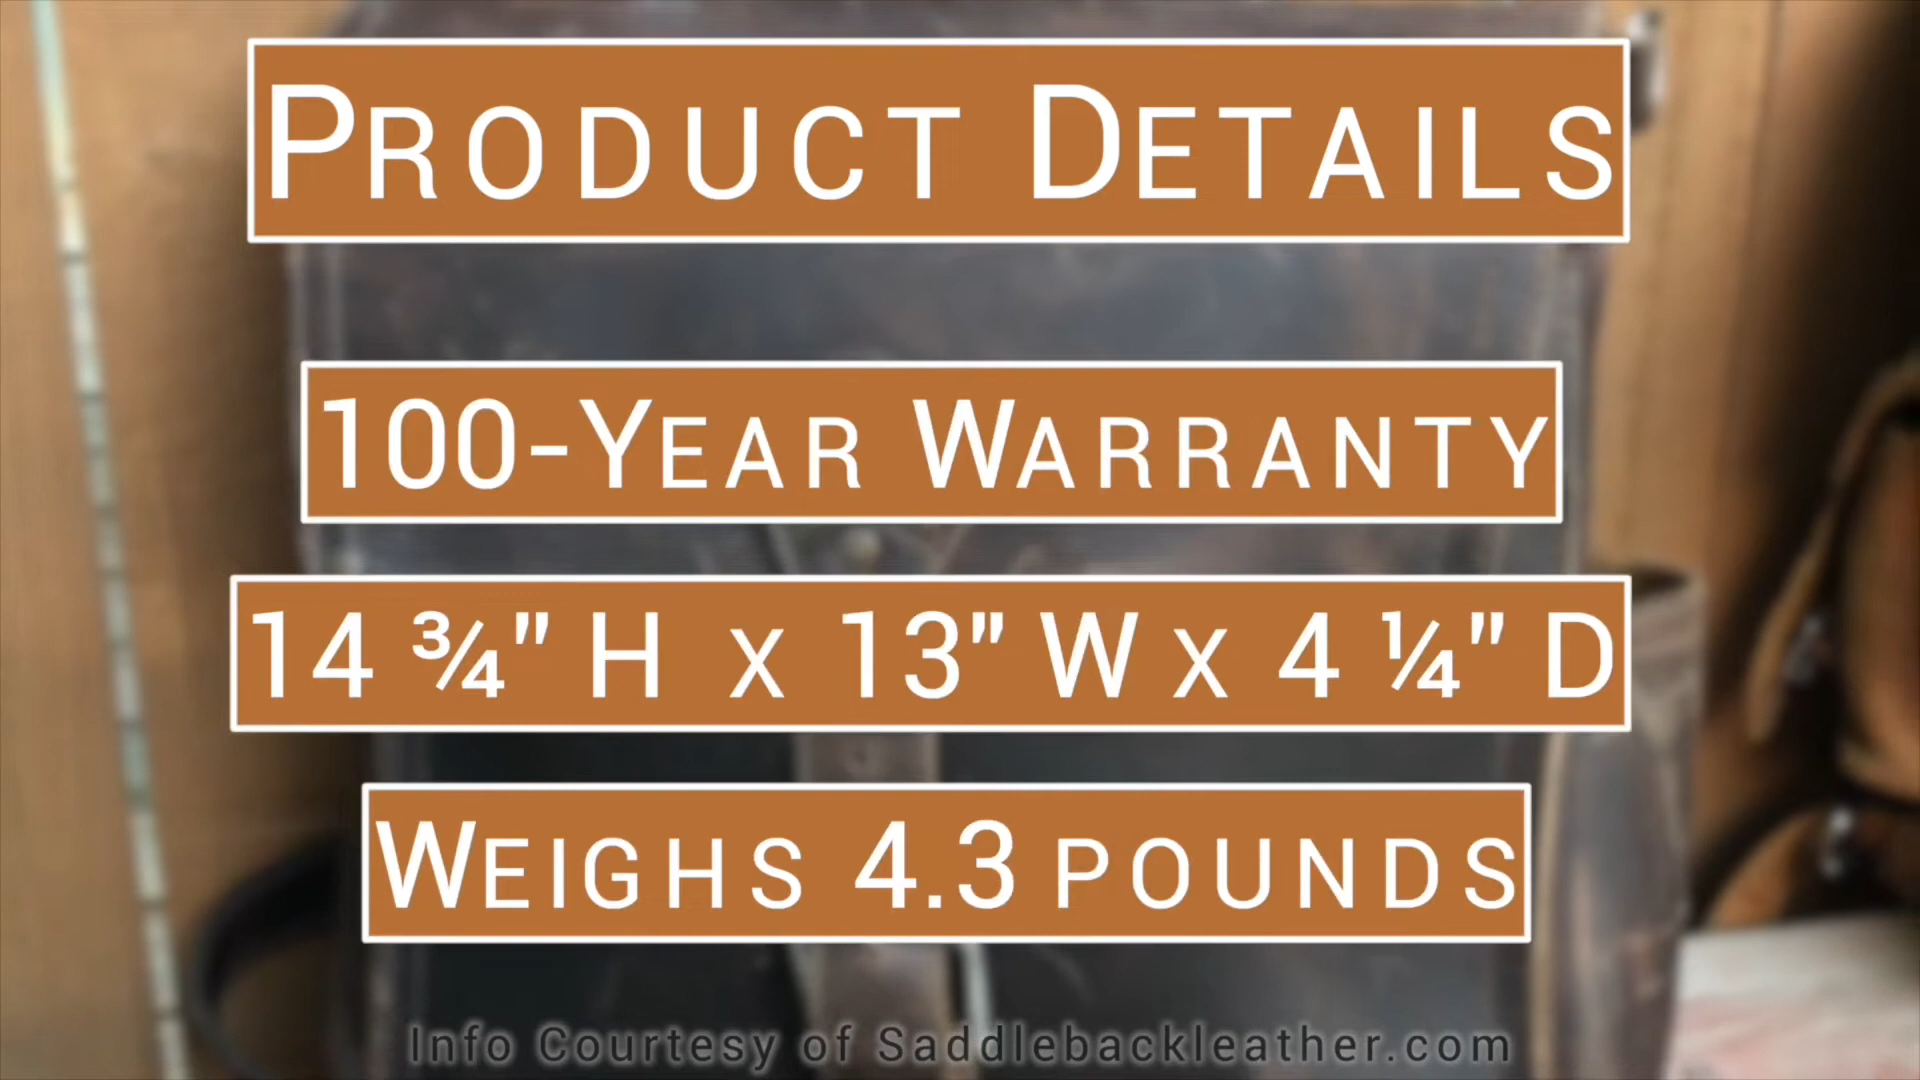 Product Details
100-Year Warranty
14 ¾" H x 13" W x 4 ¼" D
Weighs 4.3 pounds
Info Courtesy of Saddlebackleather.com